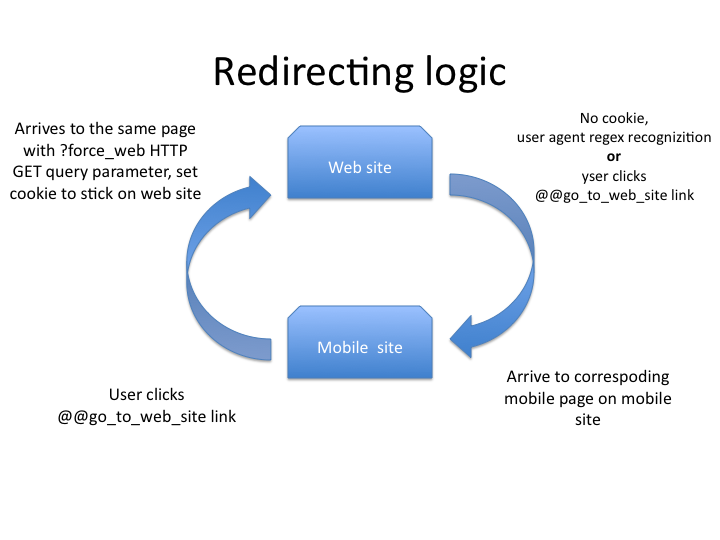 Redirecting logic
Arrives to the same page
with ?force_web HTTP
GET query parameter, set
cookie to stick on web site
Web site
No cookie,
user agent regex recognizition
or
yser clicks
@@go_to_web_site link
Mobile  site
User clicks
@@go_to_web_site link
Arrive to correspoding
mobile page on mobile
site